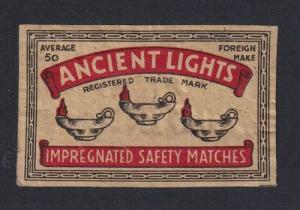 AVERAGE 50
FOREIGN MAKE
ANCIENT LIGHTS
REGISTERED TRADE MARK
IMPREGNATED SAFETY MATCHES